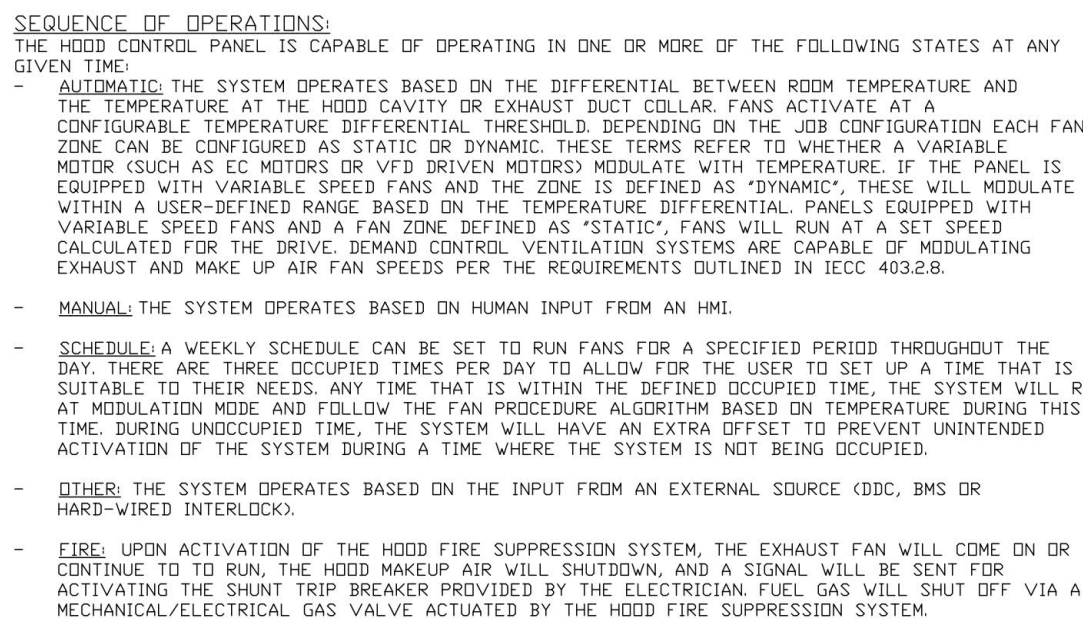 SEQUENCE OF OPERATIONS:
THE HOOD CONTROL PANEL IS CAPABLE OF OPERATING IN ONE OR MORE OF THE FOLLOWING STATES AT ANY
GIVEN TIME:
- AUTOMATIC: THE SYSTEM OPERATES BASED ON THE DIFFERENTIAL BETWEEN ROOM TEMPERATURE AND
THE TEMPERATURE AT THE HOOD CAVITY OR EXHAUST DUCT COLLAR. FANS ACTIVATE AT A
CONFIGURABLE TEMPERATURE DIFFERENTIAL THRESHOLD. DEPENDING ON THE JOB CONFIGURATION EACH FAN
ZONE CAN BE CONFIGURED AS STATIC OR DYNAMIC. THESE TERMS REFER TO WHETHER A VARIABLE
MOTOR (SUCH AS EC MOTORS OR VFD DRIVEN MOTORS) MODULATE WITH TEMPERATURE. IF THE PANEL IS
EQUIPPED WITH VARIABLE SPEED FANS AND THE ZONE IS DEFINED AS "DYNAMIC", THESE WILL MODULATE
WITHIN A USER-DEFINED RANGE BASED ON THE TEMPERATURE DIFFERENTIAL. PANELS EQUIPPED WITH
VARIABLE SPEED FANS AND A FAN ZONE DEFINED AS "STATIC", FANS WILL RUN AT A SET SPEED
CALCULATED FOR THE DRIVE. DEMAND CONTROL VENTILATION SYSTEMS ARE CAPABLE OF MODULATING
EXHAUST AND MAKE UP AIR FAN SPEEDS PER THE REQUIREMENTS OUTLINED IN IECC 403.2.8.
- MANUAL: THE SYSTEM OPERATES BASED ON HUMAN INPUT FROM AN HMI.
- SCHEDULE: A WEEKLY SCHEDULE CAN BE SET TO RUN FANS FOR A SPECIFIED PERIOD THROUGHOUT THE
DAY. THERE ARE THREE OCCUPIED TIMES PER DAY TO ALLOW FOR THE USER TO SET UP A TIME THAT IS
SUITABLE TO THEIR NEEDS. ANY TIME THAT IS WITHIN THE DEFINED OCCUPIED TIME, THE SYSTEM WILL R
AT MODULATION MODE AND FOLLOW THE FAN PROCEDURE ALGORITHM BASED ON TEMPERATURE DURING THIS
TIME. DURING UNOCCUPIED TIME, THE SYSTEM WILL HAVE AN EXTRA OFFSET TO PREVENT UNINTENDED
ACTIVATION OF THE SYSTEM DURING A TIME WHERE THE SYSTEM IS NOT BEING OCCUPIED.
- OTHER: THE SYSTEM OPERATES BASED ON THE INPUT FROM AN EXTERNAL SOURCE (DDC, BMS OR
HARD-WIRED INTERLOCK).
- FIRE: UPON ACTIVATION OF THE HOOD FIRE SUPPRESSION SYSTEM, THE EXHAUST FAN WILL COME ON OR
CONTINUE TO TO RUN, THE HOOD MAKEUP AIR WILL SHUTDOWN, AND A SIGNAL WILL BE SENT FOR
ACTIVATING THE SHUNT TRIP BREAKER PROVIDED BY THE ELECTRICIAN. FUEL GAS WILL SHUT OFF VIA A
MECHANICAL/ELECTRICAL GAS VALVE ACTUATED BY THE HOOD FIRE SUPPRESSION SYSTEM.